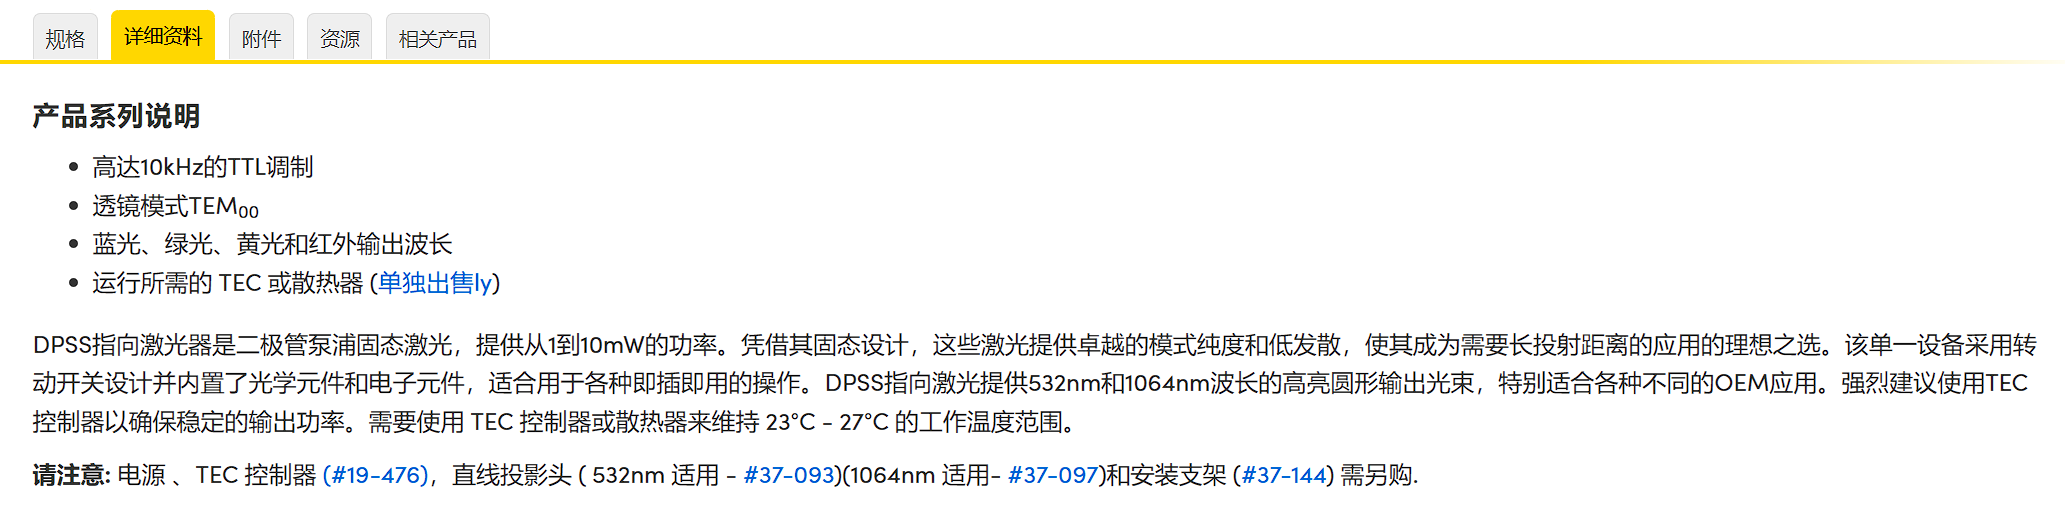 规格
详细资料
附件
资源
相关产品
产品系列说明
高达10kHz的TTL调制
透镜模式TEM₀₀
蓝光、绿光、黄光和红外输出波长
运行所需的 TEC 或散热器 (单独出售ly)
DPSS指向激光器是二极管泵浦固态激光，提供从1到10mW的功率。凭借其固态设计，这些激光提供卓越的模式纯度和低发散，使其成为需要长投射距离的应用的理想之选。该单一设备采用转
动开关设计并内置了光学元件和电子元件，适合用于各种即插即用的操作。DPSS指向激光提供532nm和1064nm波长的高亮圆形输出光束，特别适合各种不同的OEM应用。强烈建议使用TEC
控制器以确保稳定的输出功率。需要使用 TEC 控制器或散热器来维持 23°C - 27°C 的工作温度范围。
请注意: 电源 、TEC 控制器 (#19-476)，直线投影头 ( 532nm 适用 - #37-093)(1064nm 适用- #37-097)和安装支架 (#37-144) 需另购.